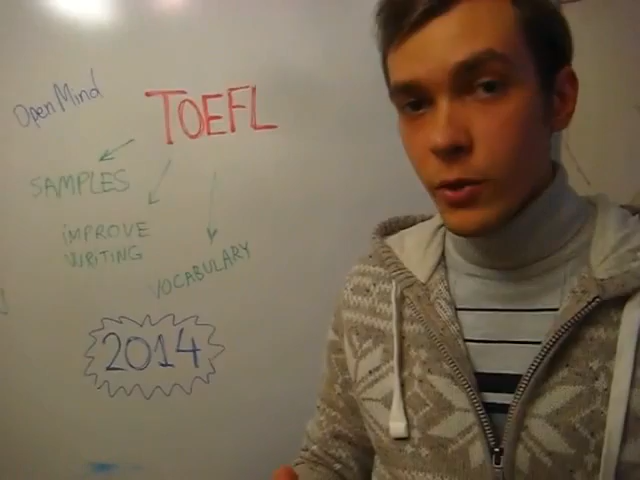 Open Mind
TOEFL
SAMPLES
iMPROVE
WRITING
VOCABULARY
2014